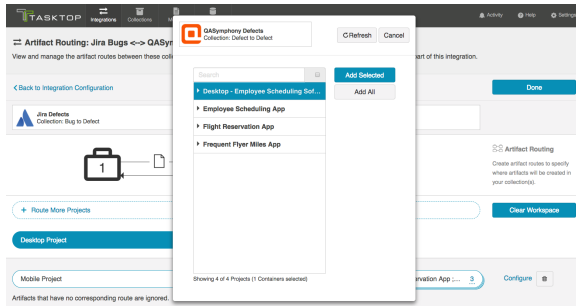 TASKTOP
Integrations
Collections
M
Activity
Help
Settings
Artifact Routing: Jira Bugs <--> QASyr
View and manage the artifact routes between these colle
art of this integration.
Back to Integration Configuration
Done
Jira Defects
Collection: Bug to Defect
1
Artifact Routing
Create artifact routes to specify
where artifacts will be created in
your collection(s).
+ Route More Projects
Clear Workspace
Desktop Project
Mobile Project
ervation App ;... 3
Configure
Artifacts that have no corresponding route are ignored.
QASymphony Defects
Collection: Defect to Defect
Refresh
Cancel
Search
Add Selected
Add All
Desktop - Employee Scheduling Sof...
Employee Scheduling App
Flight Reservation App
Frequent Flyer Miles App
Showing 4 of 4 Projects (1 Containers selected)